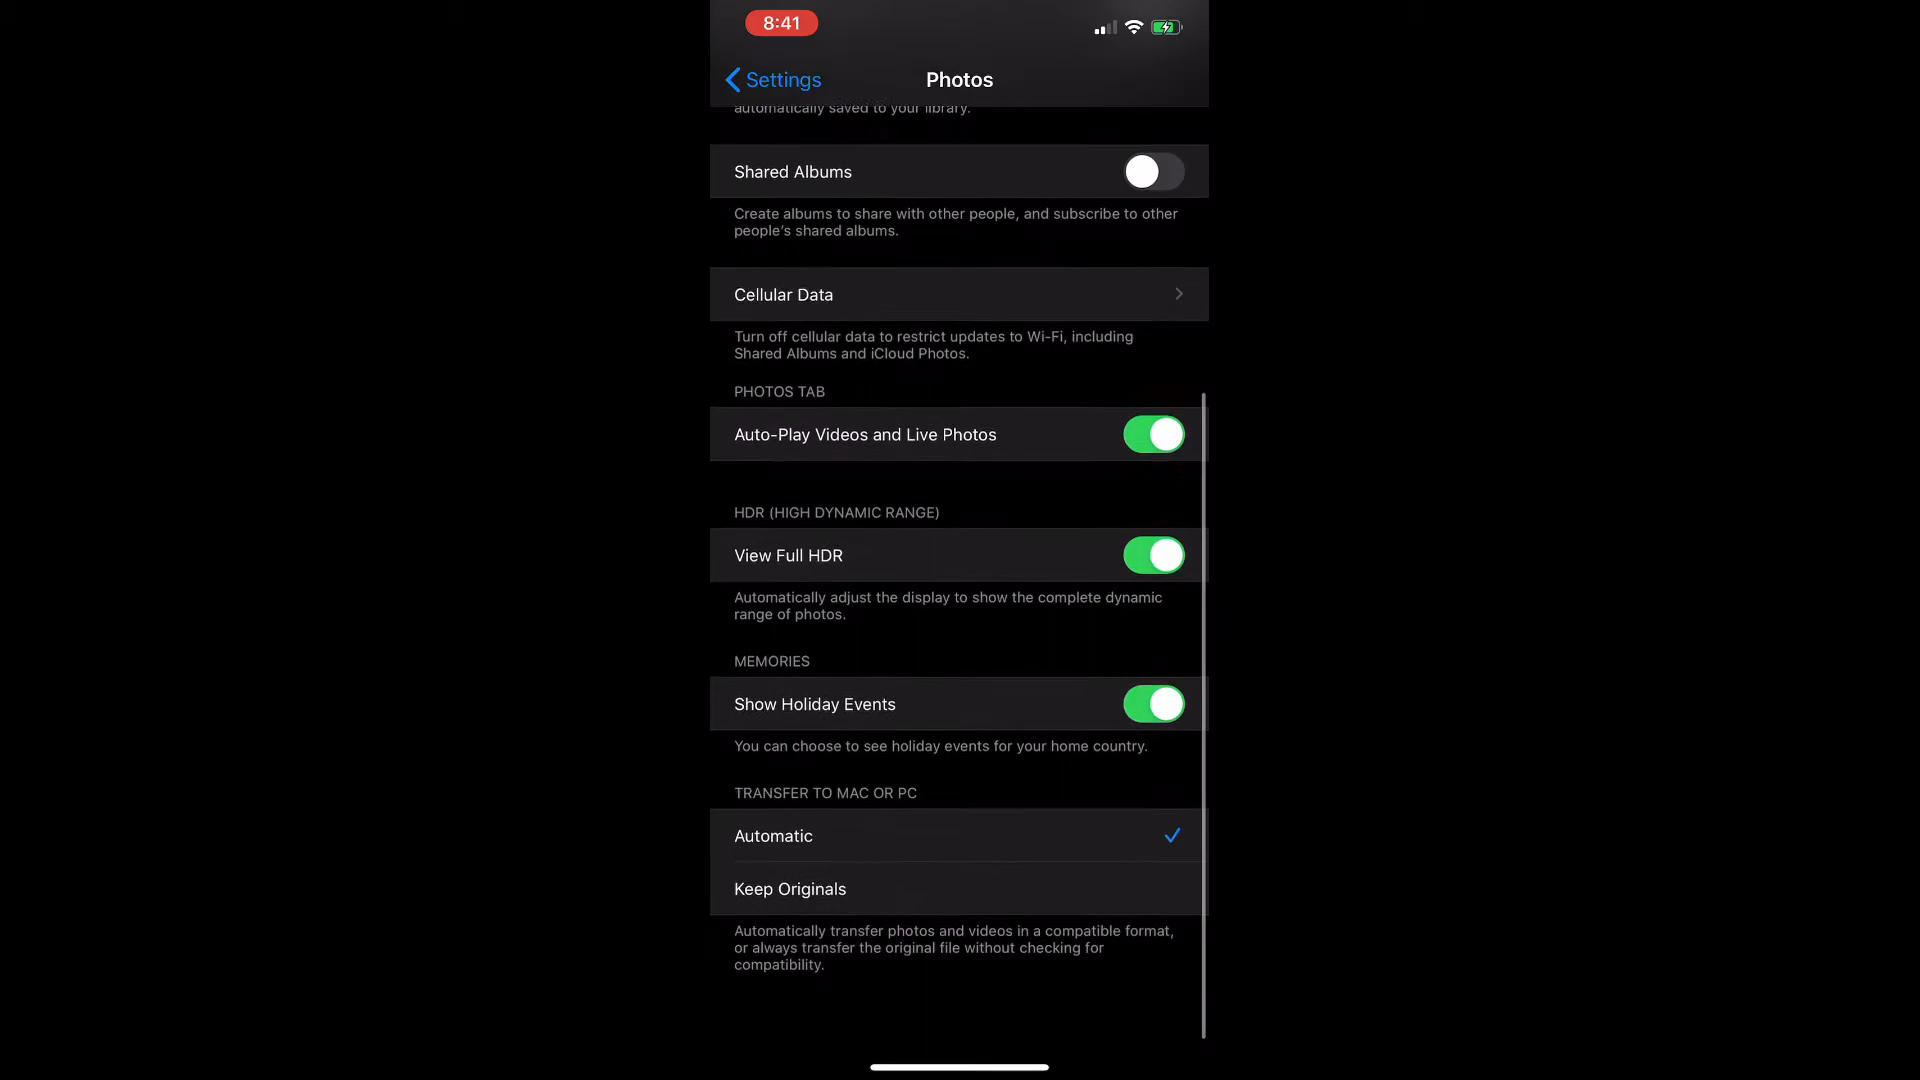 8:41
Settings
Photos
automatically saved to your library.
Shared Albums
Create albums to share with other people, and subscribe to other
people's shared albums.
Cellular Data
Turn off cellular data to restrict updates to Wi-Fi, including
Shared Albums and iCloud Photos.
PHOTOS TAB
Auto-Play Videos and Live Photos
HDR (HIGH DYNAMIC RANGE)
View Full HDR
Automatically adjust the display to show the complete dynamic
range of photos.
MEMORIES
Show Holiday Events
You can choose to see holiday events for your home country.
TRANSFER TO MAC OR PC
Automatic
Keep Originals
Automatically transfer photos and videos in a compatible format,
or always transfer the original file without checking for
compatibility.